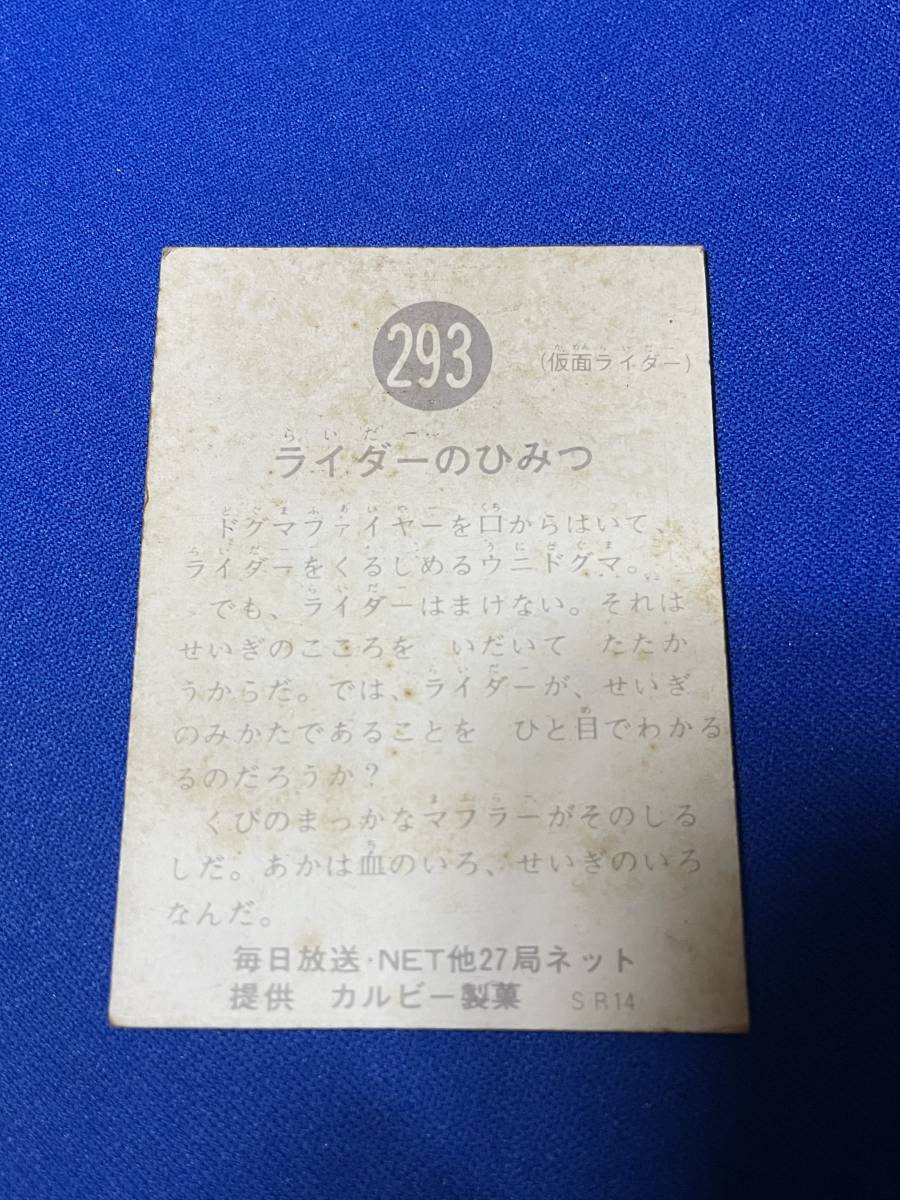 293
(仮面ライダー)
ライダーのひみつ
ドグマファイヤーを口からはいて、
ライダーをくるしめるウニドグマ。
でも、ライダーはまけない。それは
せいぎのこころを いだいて たたか
うからだ。では、ライダーが、せいぎ
のみかたであることを ひと目でわかる
るのだろうか?
くびのまっかなマフラーがそのしる
しだ。あかは血のいろ、せいぎのいろ
なんだ。
毎日放送・NET他27局ネット
提供 カルビー製菓 SR14